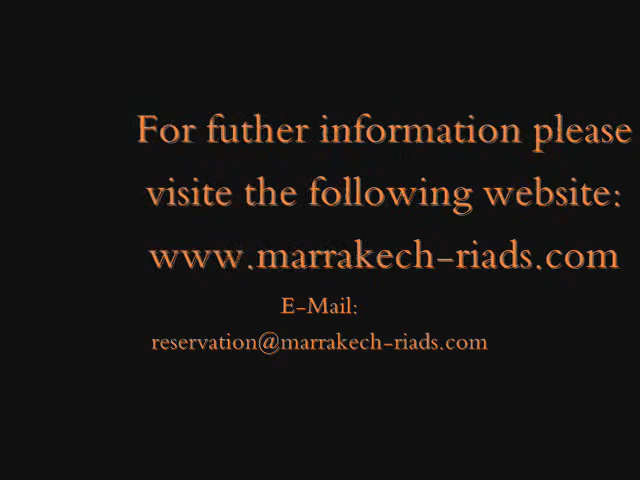 For futher information please
visite the following website:
www.marrakech-riads.com
E-Mail:
reservation@marrakech-riads.com